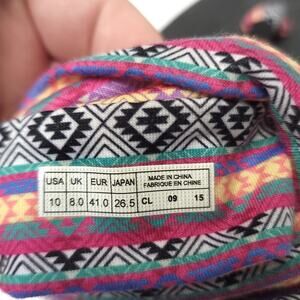 USA UK EUR JAPAN MADE IN CHINA
FABRIQUE EN CHINE
10 8.0 41.0 26.5 CL 09 15